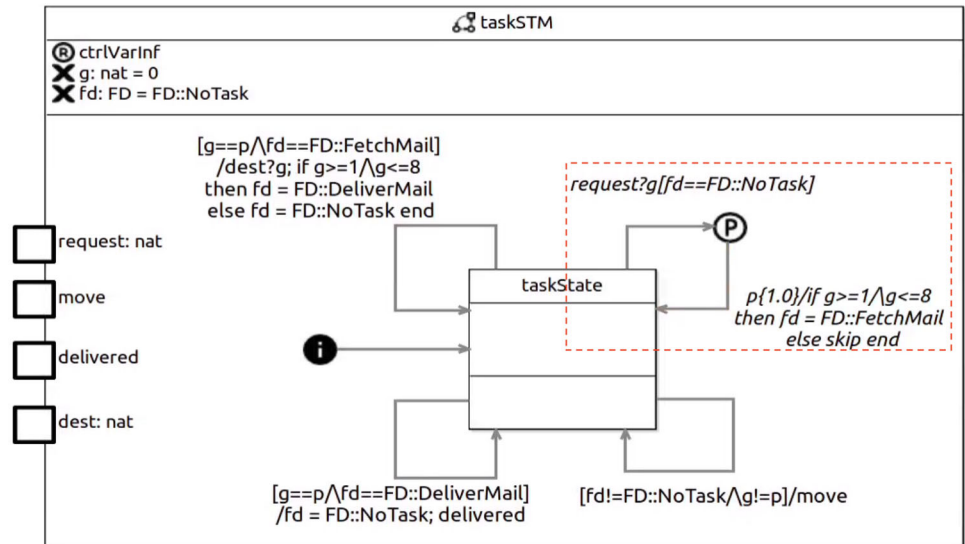 taskSTM
R ctrlVarInf
g: nat = 0
fd: FD = FD::NoTask
[g==p/\fd==FD::FetchMail]
/dest?g; if g>=1/\g<=8
then fd = FD::DeliverMail
else fd = FD::NoTask end
request?g[fd==FD::NoTask]
request: nat
P
move
taskState
p{1.0}/if g>=1/\g<=8
then fd = FD::FetchMail
else skip end
i
delivered
dest: nat
[g==p/\fd==FD::DeliverMail]
/fd = FD::NoTask; delivered
[fd!=FD::NoTask/\g!=p]/move